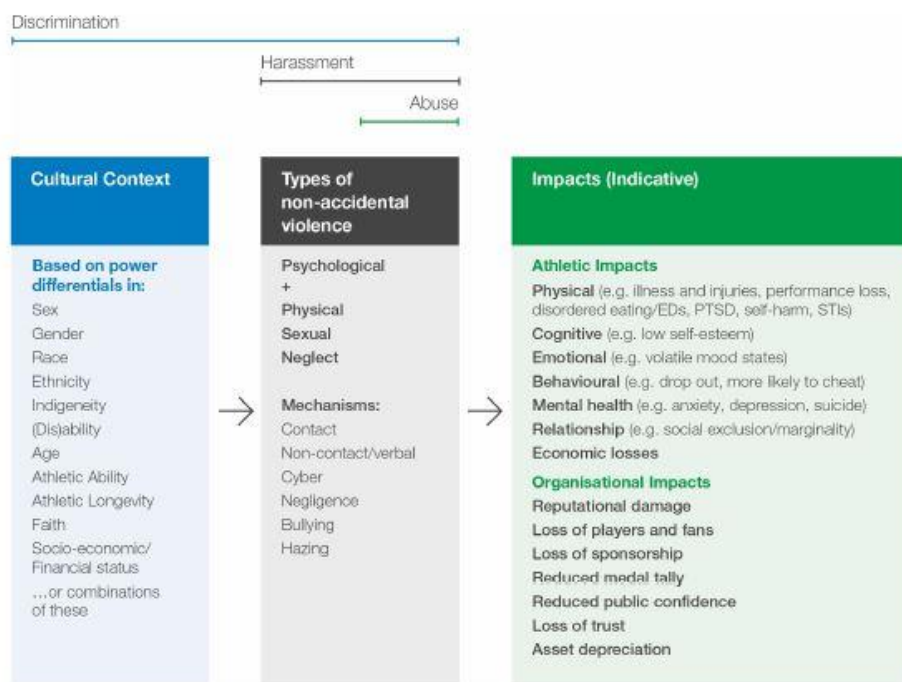 Discrimination
Harassment
Abuse
Cultural Context
Based on power
differentials in:
Sex
Gender
Race
Ethnicity
Indigeneity
(Dis)ability
Age
Athletic Ability
Athletic Longevity
Faith
Socio-economic/
Financial status
…or combinations
of these
Types of
non-accidental
violence
Psychological
+
Physical
Sexual
Neglect
Mechanisms:
Contact
Non-contact/verbal
Cyber
Negligence
Bullying
Hazing
Impacts (Indicative)
Athletic Impacts
Physical (e.g. illness and injuries, performance loss,
disordered eating/EDs, PTSD, self-harm, STIs)
Cognitive (e.g. low self-esteem)
Emotional (e.g. volatile mood states)
Behavioural (e.g. drop out, more likely to cheat)
Mental health (e.g. anxiety, depression, suicide)
Relationship (e.g. social exclusion/marginality)
Economic losses
Organisational Impacts
Reputational damage
Loss of players and fans
Loss of sponsorship
Reduced medal tally
Reduced public confidence
Loss of trust
Asset depreciation